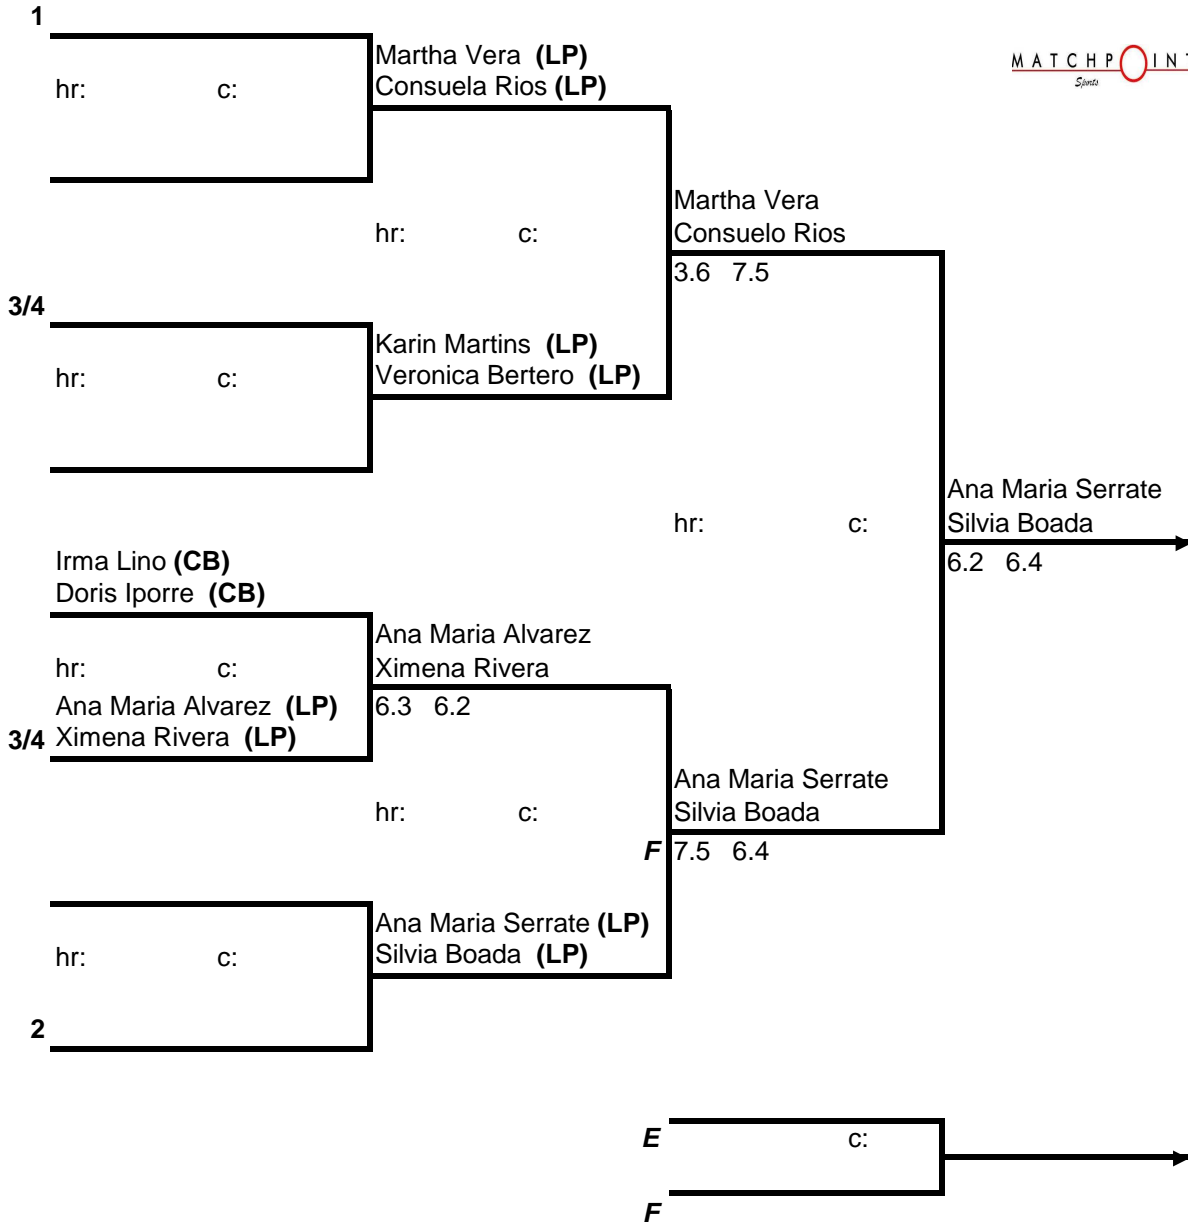 1
Martha Vera (LP)
MATCHPOINT
hr: c:
Consuela Rios (LP)
Sports
Martha Vera
hr: c:
Consuelo Rios
3.6 7.5
3/4
Karin Martins (LP)
hr: c:
Veronica Bertero (LP)
Ana Maria Serrate
hr: c:
Silvia Boada
6.2 6.4
Irma Lino (CB)
Doris Iporre (CB)
Ana Maria Alvarez
hr: c:
Ximena Rivera
Ana Maria Alvarez (LP)
6.3 6.2
3/4 Ximena Rivera (LP)
Ana Maria Serrate
hr: c:
Silvia Boada
F 7.5 6.4
Ana Maria Serrate (LP)
hr: c:
Silvia Boada (LP)
2
E c:
F